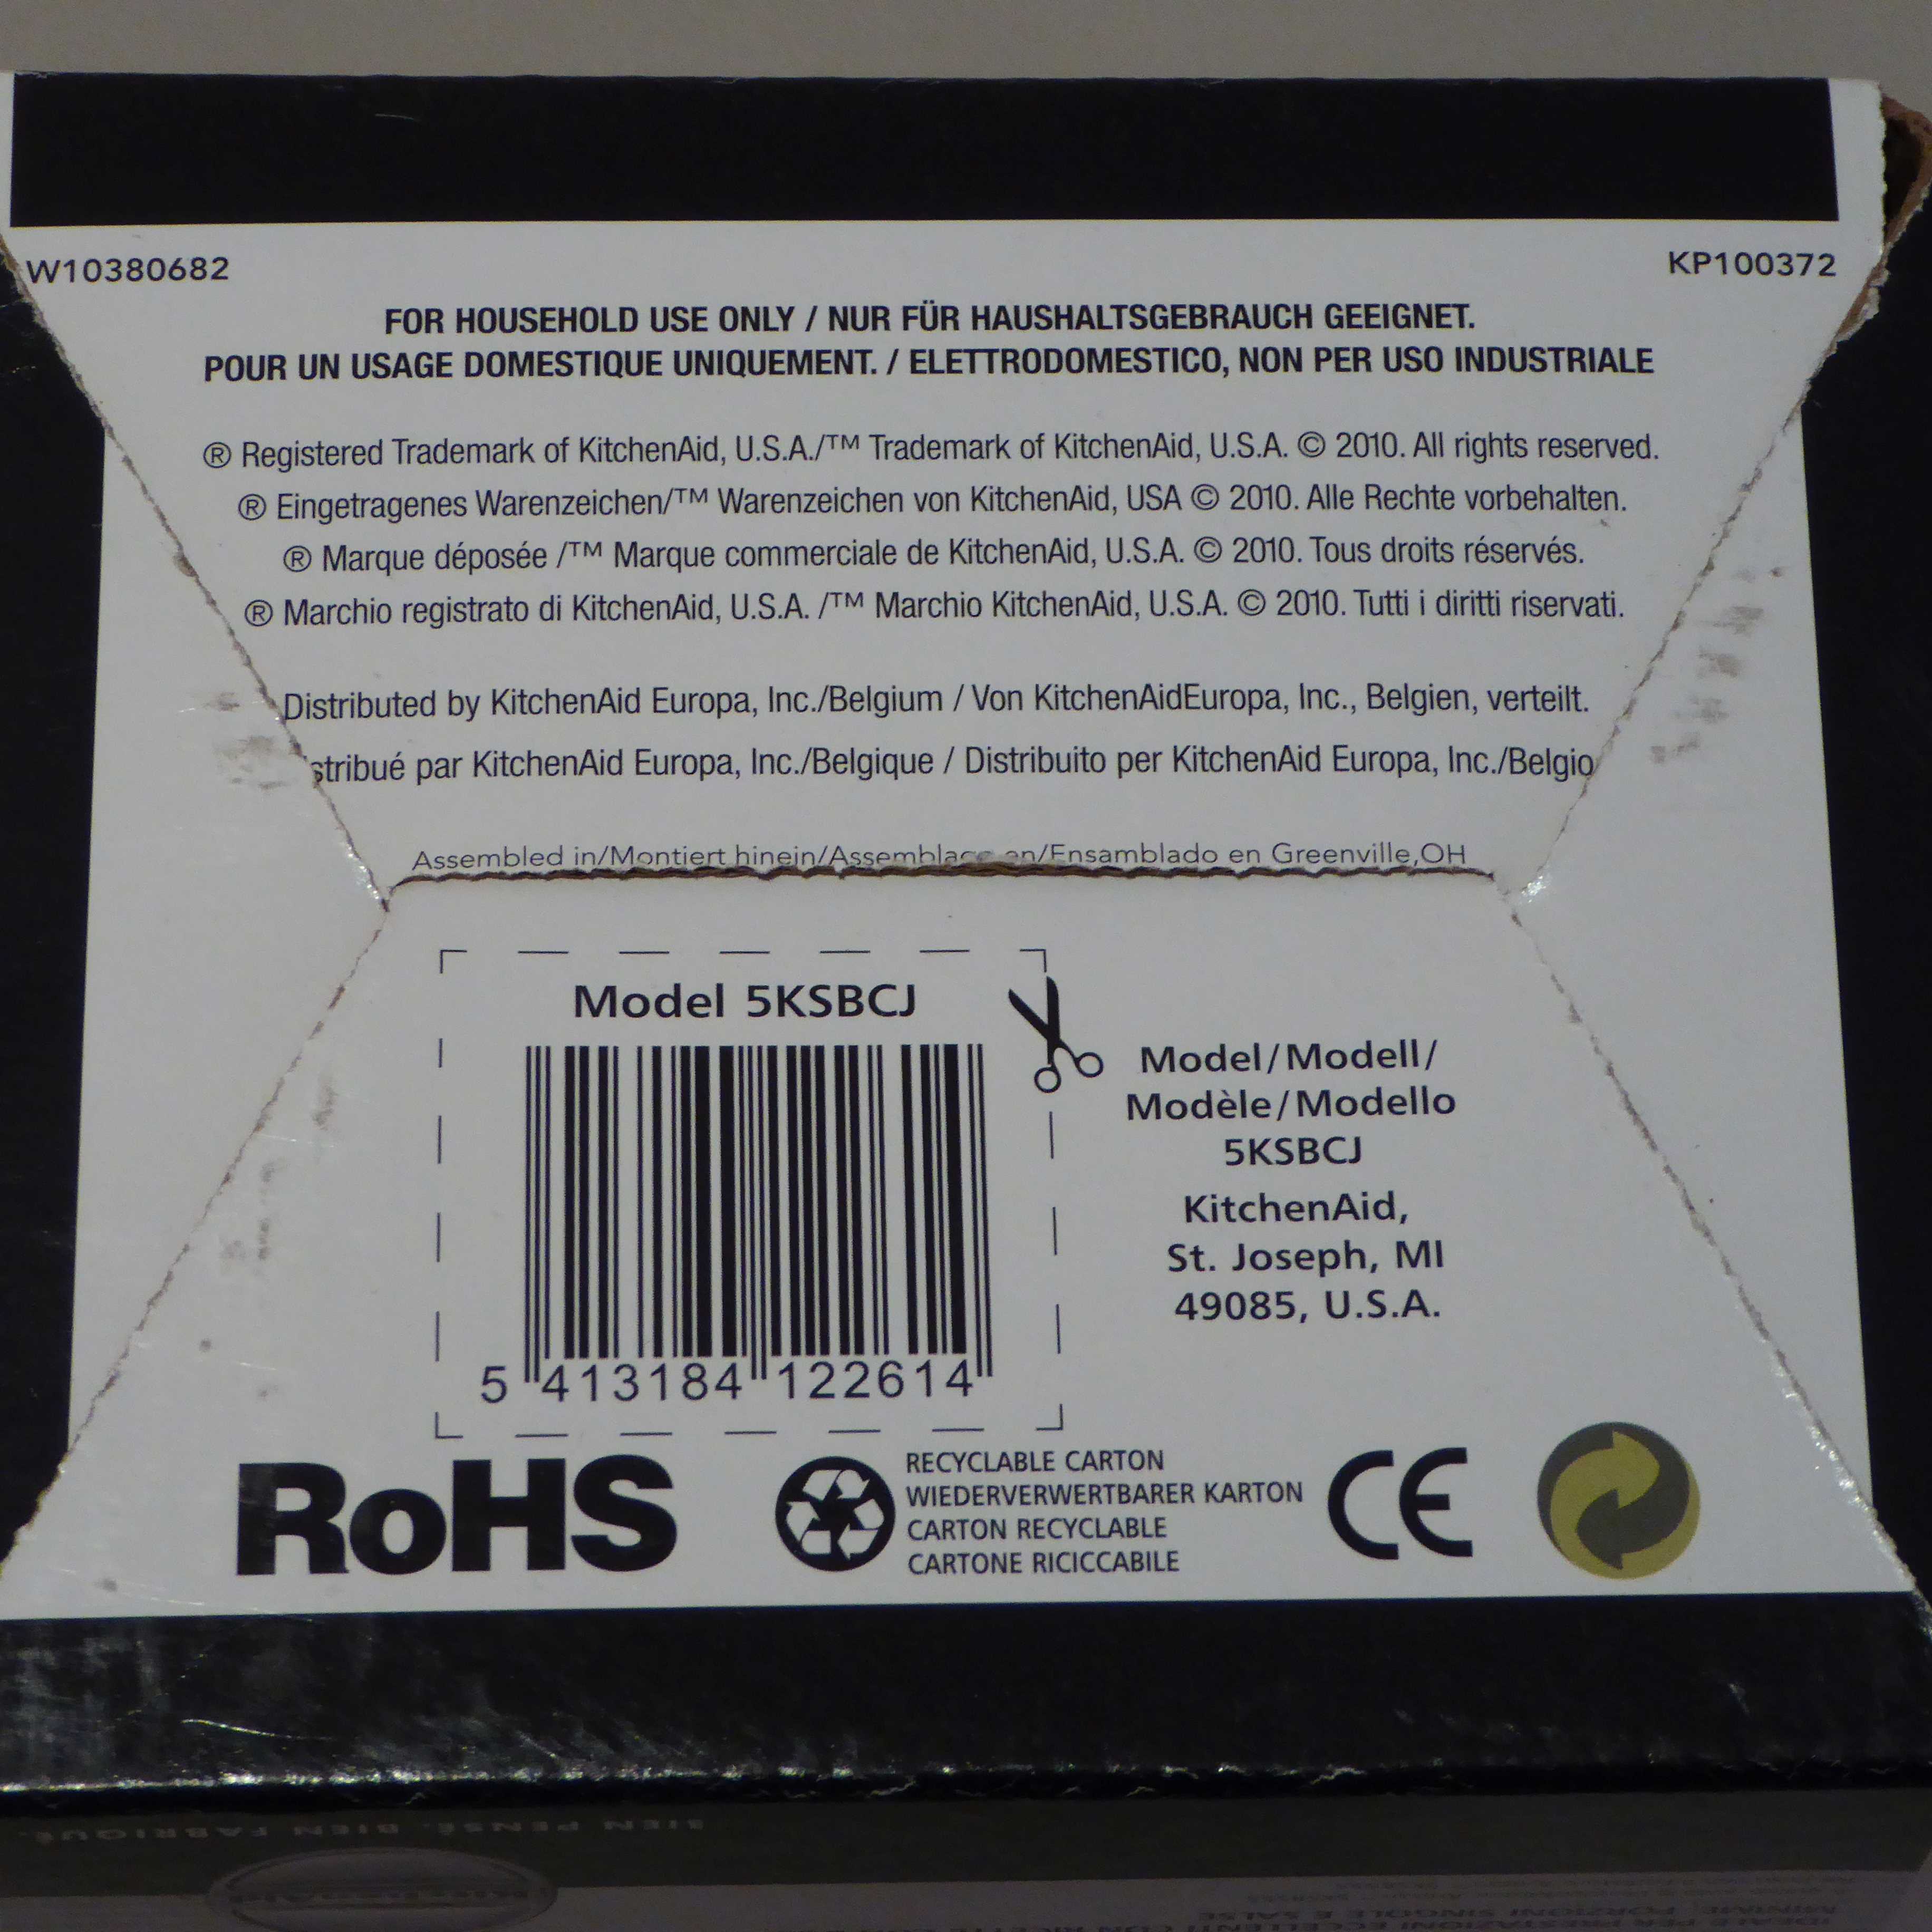 W10380682
KP100372
FOR HOUSEHOLD USE ONLY / NUR FÜR HAUSHALTSGEBRAUCH GEEIGNET.
POUR UN USAGE DOMESTIQUE UNIQUEMENT. / ELETTRODOMESTICO, NON PER USO INDUSTRIALE
® Registered Trademark of KitchenAid, U.S.A./™ Trademark of KitchenAid, U.S.A. © 2010. All rights reserved.
® Eingetragenes Warenzeichen/™ Warenzeichen von KitchenAid, USA © 2010. Alle Rechte vorbehalten.
® Marque déposée /™ Marque commerciale de KitchenAid, U.S.A. © 2010. Tous droits réservés.
® Marchio registrato di KitchenAid, U.S.A. /™ Marchio KitchenAid, U.S.A. © 2010. Tutti i diritti riservati.
Distributed by KitchenAid Europa, Inc./Belgium / Von KitchenAidEuropa, Inc., Belgien, verteilt.
stribué par KitchenAid Europa, Inc./Belgique / Distribuito per KitchenAid Europa, Inc./Belgio
Assembled in/Montiert hinein/Assemblage en/Ensamblado en Greenville,OH
Model 5KSBCJ
5 413184 122614
Model/Modell/
Modèle/Modello
5KSBCJ
KitchenAid,
St. Joseph, MI
49085, U.S.A.
RoHS
RECYCLABLE CARTON
WIEDERVERWERTBARER KARTON
CARTON RECYCLABLE
CARTONE RICICCABILE
CE
BIEN PENSÉ. BIEN FABRIQUÉ.